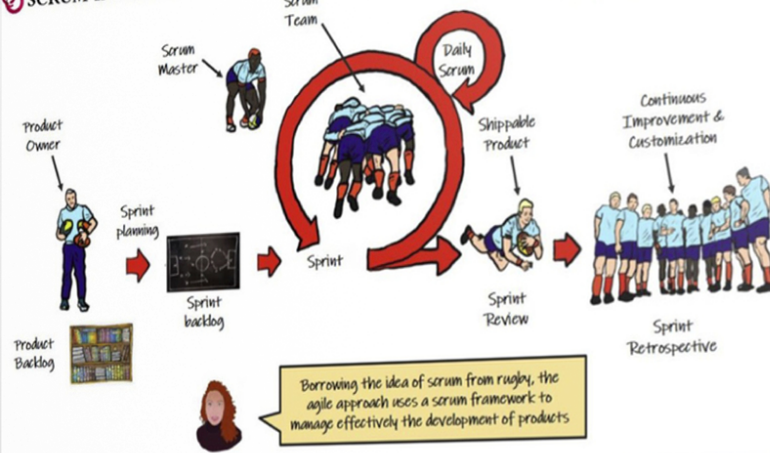 Team
Scrum
Master
Daily
Scrum
Product
Owner
Continuous
Improvement &
Customization
Shippable
Product
Sprint
planning
Sprint
Sprint
backlog
Sprint
Review
Sprint
Retrospective
Product
Backlog
Borrowing the idea of scrum from rugby, the
agile approach uses a scrum framework to
manage effectively the development of products